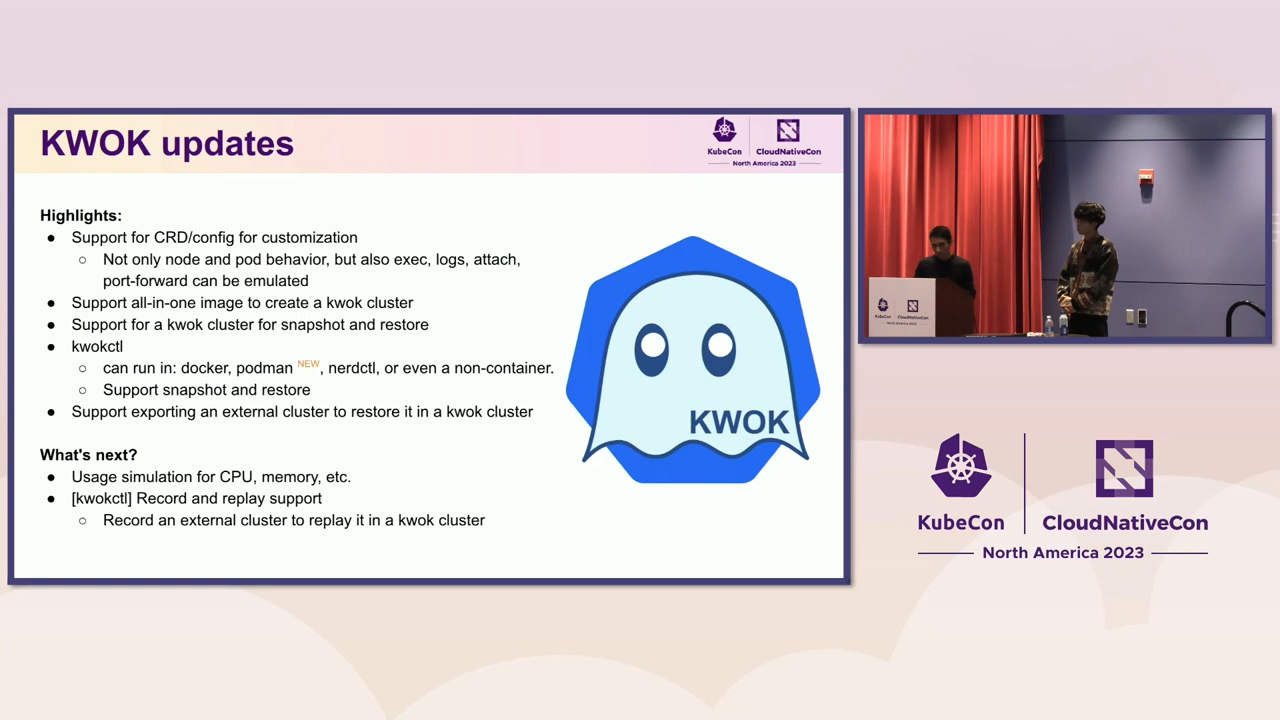 KWOK updates
KubeCon
CloudNativeCon
North America 2023
Highlights:
● Support for CRD/config for customization
○ Not only node and pod behavior, but also exec, logs, attach,
port-forward can be emulated
● Support all-in-one image to create a kwok cluster
● Support for a kwok cluster for snapshot and restore
● kwokctl
○ can run in: docker, podman NEW, nerdctl, or even a non-container.
○ Support snapshot and restore
● Support exporting an external cluster to restore it in a kwok cluster
What's next?
● Usage simulation for CPU, memory, etc.
● [kwokctl] Record and replay support
○ Record an external cluster to replay it in a kwok cluster
KWOK
KubeCon
CloudNativeCon
North America 2023
KubeCon
CloudNativeCon
North America 2023